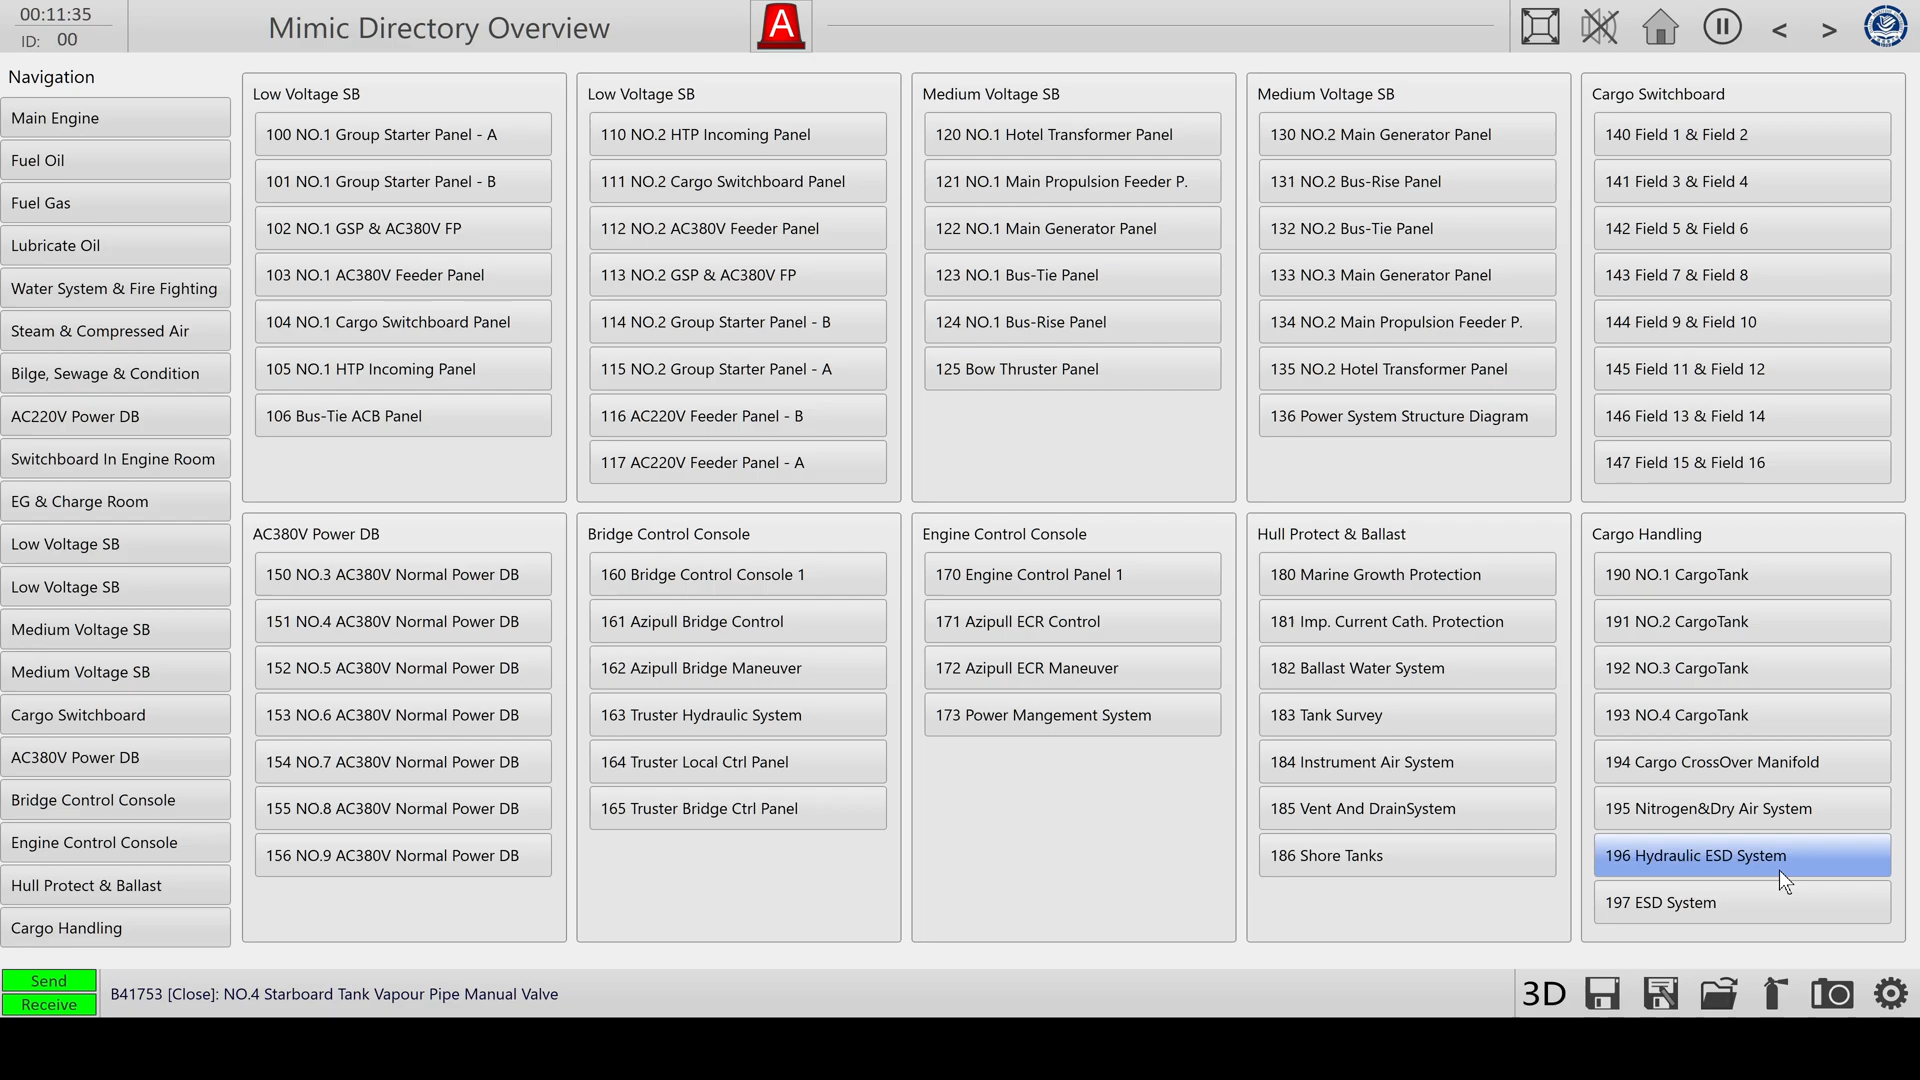 00:11:35
ID: 00
Mimic Directory Overview
A
Navigation
Main Engine
Fuel Oil
Fuel Gas
Lubricate Oil
Water System & Fire Fighting
Steam & Compressed Air
Bilge, Sewage & Condition
AC220V Power DB
Switchboard In Engine Room
EG & Charge Room
Low Voltage SB
Low Voltage SB
Medium Voltage SB
Medium Voltage SB
Cargo Switchboard
AC380V Power DB
Bridge Control Console
Engine Control Console
Hull Protect & Ballast
Cargo Handling
Low Voltage SB
100 NO.1 Group Starter Panel - A
101 NO.1 Group Starter Panel - B
102 NO.1 GSP & AC380V FP
103 NO.1 AC380V Feeder Panel
104 NO.1 Cargo Switchboard Panel
105 NO.1 HTP Incoming Panel
106 Bus-Tie ACB Panel
Low Voltage SB
110 NO.2 HTP Incoming Panel
111 NO.2 Cargo Switchboard Panel
112 NO.2 AC380V Feeder Panel
113 NO.2 GSP & AC380V FP
114 NO.2 Group Starter Panel - B
115 NO.2 Group Starter Panel - A
116 AC220V Feeder Panel - B
117 AC220V Feeder Panel - A
Medium Voltage SB
120 NO.1 Hotel Transformer Panel
121 NO.1 Main Propulsion Feeder P.
122 NO.1 Main Generator Panel
123 NO.1 Bus-Tie Panel
124 NO.1 Bus-Rise Panel
125 Bow Thruster Panel
Medium Voltage SB
130 NO.2 Main Generator Panel
131 NO.2 Bus-Rise Panel
132 NO.2 Bus-Tie Panel
133 NO.3 Main Generator Panel
134 NO.2 Main Propulsion Feeder P.
135 NO.2 Hotel Transformer Panel
136 Power System Structure Diagram
Cargo Switchboard
140 Field 1 & Field 2
141 Field 3 & Field 4
142 Field 5 & Field 6
143 Field 7 & Field 8
144 Field 9 & Field 10
145 Field 11 & Field 12
146 Field 13 & Field 14
147 Field 15 & Field 16
AC380V Power DB
150 NO.3 AC380V Normal Power DB
151 NO.4 AC380V Normal Power DB
152 NO.5 AC380V Normal Power DB
153 NO.6 AC380V Normal Power DB
154 NO.7 AC380V Normal Power DB
155 NO.8 AC380V Normal Power DB
156 NO.9 AC380V Normal Power DB
Bridge Control Console
160 Bridge Control Console 1
161 Azipull Bridge Control
162 Azipull Bridge Maneuver
163 Truster Hydraulic System
164 Truster Local Ctrl Panel
165 Truster Bridge Ctrl Panel
Engine Control Console
170 Engine Control Panel 1
171 Azipull ECR Control
172 Azipull ECR Maneuver
173 Power Mangement System
Hull Protect & Ballast
180 Marine Growth Protection
181 Imp. Current Cath. Protection
182 Ballast Water System
183 Tank Survey
184 Instrument Air System
185 Vent And DrainSystem
186 Shore Tanks
Cargo Handling
190 NO.1 CargoTank
191 NO.2 CargoTank
192 NO.3 CargoTank
193 NO.4 CargoTank
194 Cargo CrossOver Manifold
195 Nitrogen&Dry Air System
196 Hydraulic ESD System
197 ESD System
Send
Receive
B41753 [Close]: NO.4 Starboard Tank Vapour Pipe Manual Valve
3D